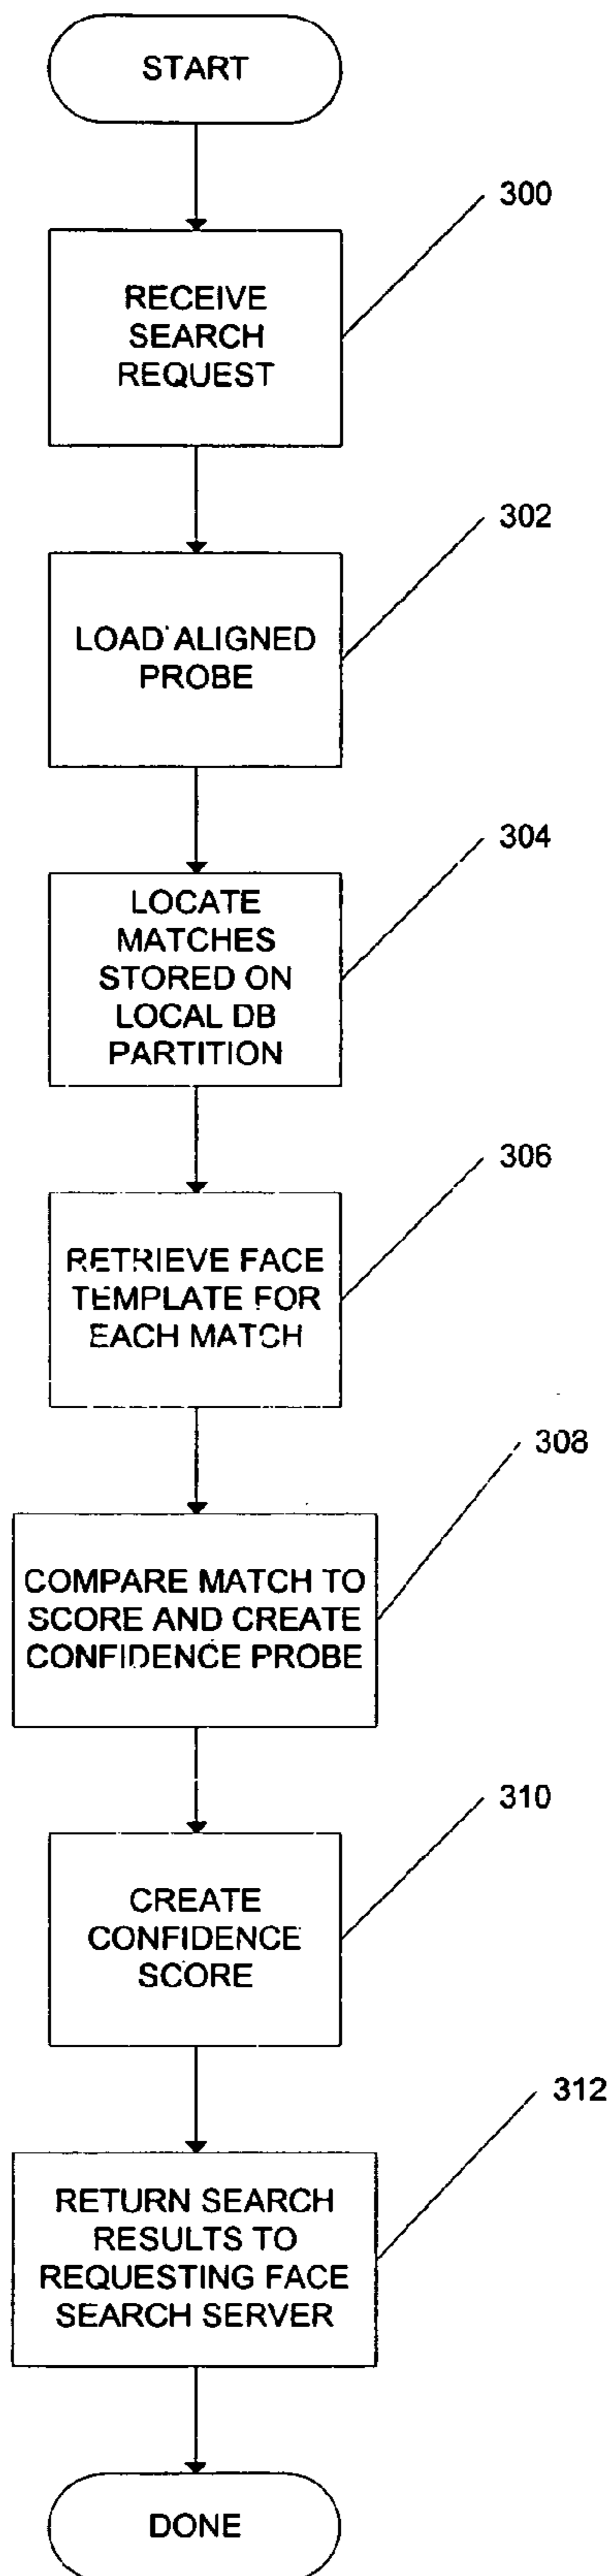 START
300
RECEIVE
SEARCH
REQUEST
302
LOAD ALIGNED
PROBE
304
LOCATE
MATCHES
STORED ON
LOCAL DB
PARTITION
306
RETRIEVE FACE
TEMPLATE FOR
EACH MATCH
308
COMPARE MATCH TO
SCORE AND CREATE
CONFIDENCE PROBE
310
CREATE
CONFIDENCE
SCORE
312
RETURN SEARCH
RESULTS TO
REQUESTING FACE
SEARCH SERVER
DONE